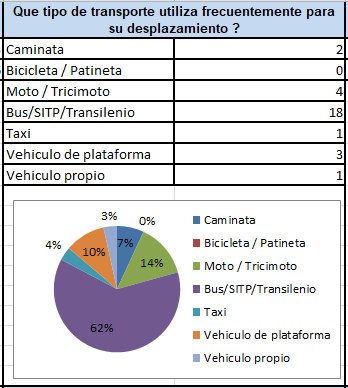 Que tipo de transporte utiliza frecuentemente para
su desplazamiento ?
Caminata 2
Bicicleta / Patineta 0
Moto / Tricimoto 4
Bus/SITP/Transilenio 18
Taxi 1
Vehiculo de plataforma 3
Vehiculo propio 1
3%
7%
0%
14%
62%
4%
10%
Caminata
Bicicleta / Patineta
Moto / Tricimoto
Bus/SITP/Transilenio
Taxi
Vehiculo de plataforma
Vehiculo propio